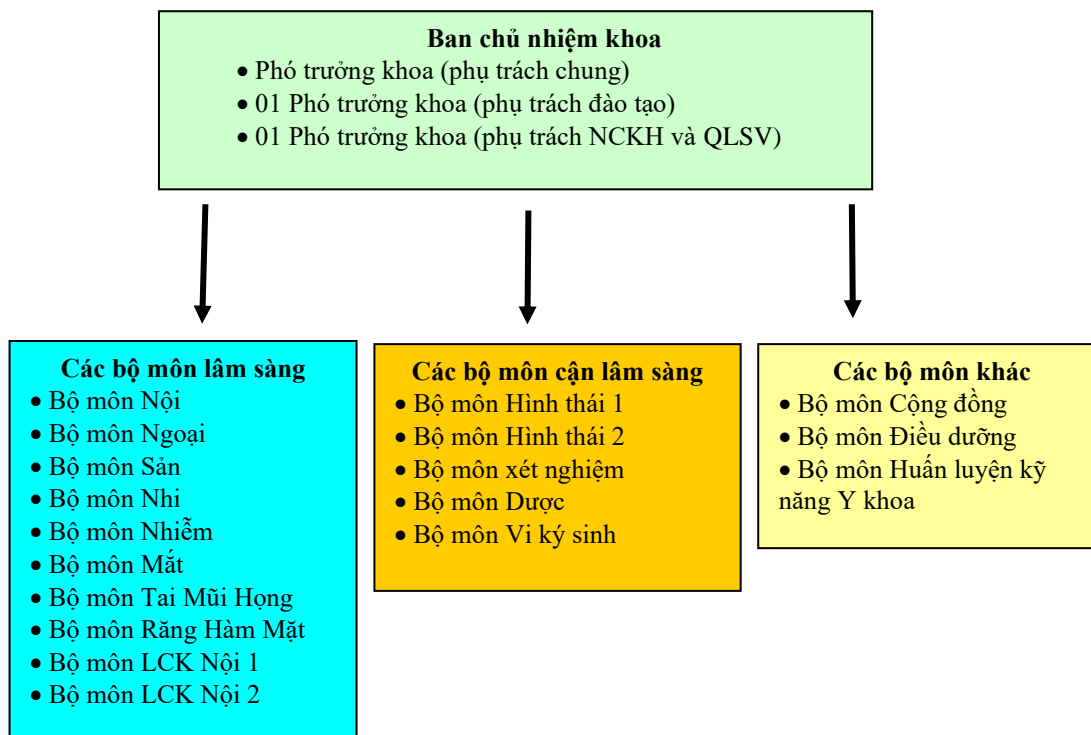 Ban chủ nhiệm khoa
• Phó trưởng khoa (phụ trách chung)
• 01 Phó trưởng khoa (phụ trách đào tạo)
• 01 Phó trưởng khoa (phụ trách NCKH và QLSV)
Các bộ môn lâm sàng
• Bộ môn Nội
• Bộ môn Ngoại
• Bộ môn Sản
• Bộ môn Nhi
• Bộ môn Nhiễm
• Bộ môn Mắt
• Bộ môn Tai Mũi Họng
• Bộ môn Răng Hàm Mặt
• Bộ môn LCK Nội 1
• Bộ môn LCK Nội 2
Các bộ môn cận lâm sàng
• Bộ môn Hình thái 1
• Bộ môn Hình thái 2
• Bộ môn xét nghiệm
• Bộ môn Dược
• Bộ môn Vi ký sinh
Các bộ môn khác
• Bộ môn Cộng đồng
• Bộ môn Điều dưỡng
• Bộ môn Huấn luyện kỹ
năng Y khoa